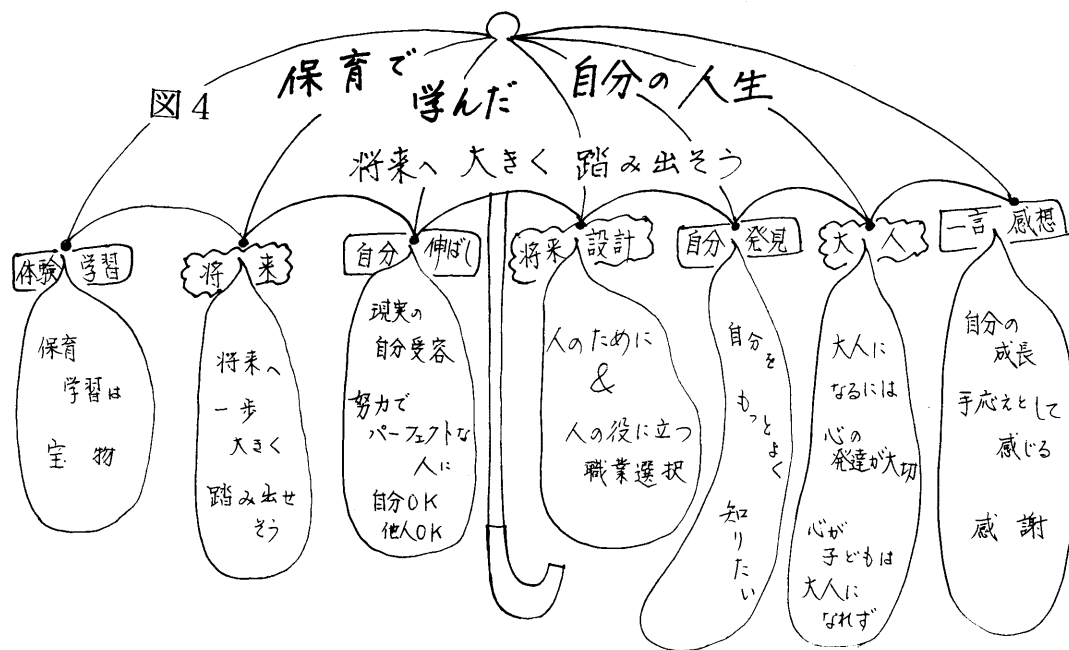 図4
保育で
学んだ
自分の人生
将来へ 大きく 踏み出そう
体験学習
保育
学習は
宝物
将来
将来へ
一歩
大きく
踏み出せ
そう
自分伸ばし
現実の
自分受容
努力で
パーフェクトな
人に
自分OK
他人OK
将来設計
人のために
&
人の役に立つ
職業選択
自分発見
自分を
もっとよく
知りたい
大人
大人に
なるには
心の
発達が大切
心が
子どもは
大人に
なれず
一言感想
自分の
成長
手応えとして
感じる
感謝